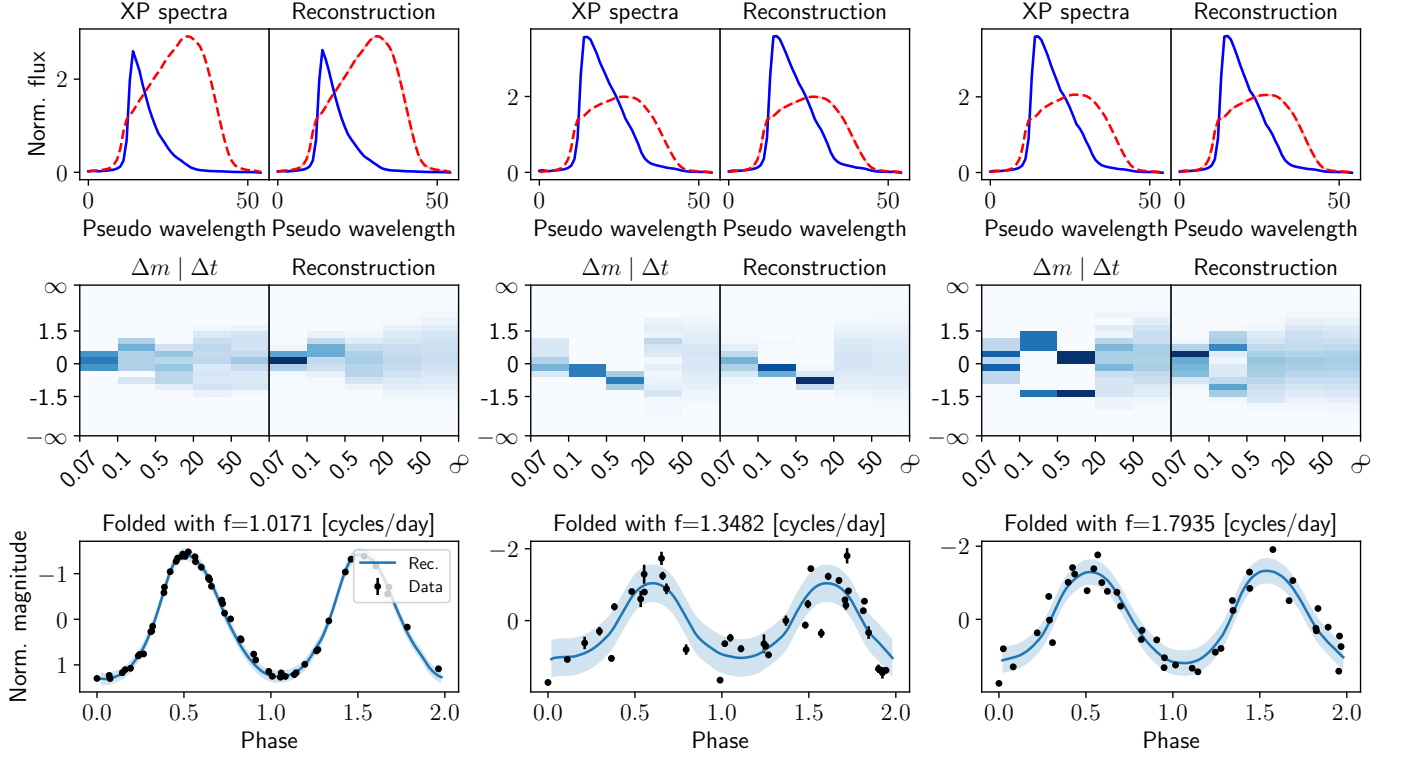 XP spectra Reconstruction XP spectra Reconstruction XP spectra Reconstruction
Norm. flux
2 2 2
0 0 0
0 50 0 50 0 50
Pseudo wavelength Pseudo wavelength Pseudo wavelength Pseudo wavelength Pseudo wavelength Pseudo wavelength
Δm | Δt Reconstruction Δm | Δt Reconstruction Δm | Δt Reconstruction
∞ ∞ ∞
1.5 1.5 1.5
0 0 0
-1.5 -1.5 -1.5
−∞ −∞ −∞
0.07 0.1 0.5 20 50 0.07 0.1 0.5 20 50 ∞ 0.07 0.1 0.5 20 50 0.07 0.1 0.5 20 50 ∞ 0.07 0.1 0.5 20 50 0.07 0.1 0.5 20 50 ∞
Folded with f=1.0171 [cycles/day] Folded with f=1.3482 [cycles/day] Folded with f=1.7935 [cycles/day]
Norm. magnitude
−1 −2 −2
0 0 0
1
Rec.
Data
0.0 0.5 1.0 1.5 2.0 0.0 0.5 1.0 1.5 2.0 0.0 0.5 1.0 1.5 2.0
Phase Phase Phase